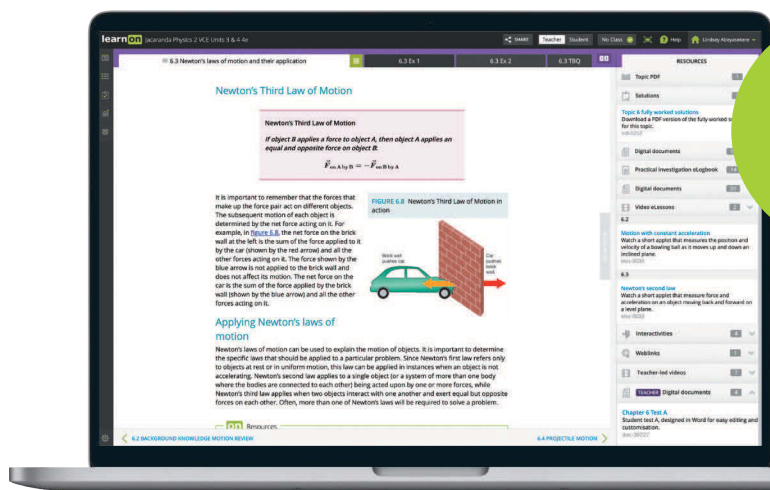 learnon Jacaranda Physics 2 VCE Units 3 & 4 4e
SHARE
Teacher Student
No Class
Help
Lindsey Abeyasekere
6.3 Newton's laws of motion and their application
6.3 Ex 1
6.3 Ex 2
6.3 TBQ
Newton's Third Law of Motion
Newton's Third Law of Motion
If object B applies a force to object A, then object A applies an
equal and opposite force on object B:
F⃗ on A by B = −F⃗ on B by A
It is important to remember that the forces that
make up the force pair act on different objects.
The subsequent motion of each object is
determined by the net force acting on it. For
example, in figure 6.8, the net force on the brick
wall at the left is the sum of the force applied to it
by the car (shown by the red arrow) and all the
other forces acting on it. The force shown by the
blue arrow is not applied to the brick wall and
does not affect its motion. The net force on the
car is the sum of the force applied by the brick
wall (shown by the blue arrow) and all the other
forces acting on it.
FIGURE 6.8 Newton's Third Law of Motion in
action
Brick wall
pushes car.
Car
pushes
brick
wall.
Applying Newton's laws of
motion
Newton's laws of motion can be used to explain the motion of objects. It is important to determine
the specific laws that should be applied to a particular problem. Since Newton's first law refers only
to objects at rest or in uniform motion, this law can be applied in instances when an object is not
accelerating. Newton's second law applies to a single object (or a system of more than one body
where the bodies are connected to each other) being acted upon by one or more forces, while
Newton's third law applies when two objects interact with one another and exert equal but opposite
forces on each other. Often, more than one of Newton's laws will be required to solve a problem.
on Resources
6.2 BACKGROUND KNOWLEDGE MOTION REVIEW
6.4 PROJECTILE MOTION
RESOURCES
Topic PDF
Solutions
Topic 6 fully worked solutions
Download a PDF version of the fully worked
for this topic.
Digital documents
Practical investigation eLogbook
Digital documents
Video eLessons 2
6.2
Motion with constant acceleration
Watch a short applet that measures the position and
velocity of a bowling ball as it moves up and down an
inclined plane.
6.3
Newton's second law
Watch a short applet that measure force and
acceleration on an object moving back and forward on
a level plane.
Interactivities 4
Weblinks 1
Teacher-led videos
TEACHER Digital documents 4
Chapter 6 Test A
Student test A, designed in Word for easy editing and
customisation.